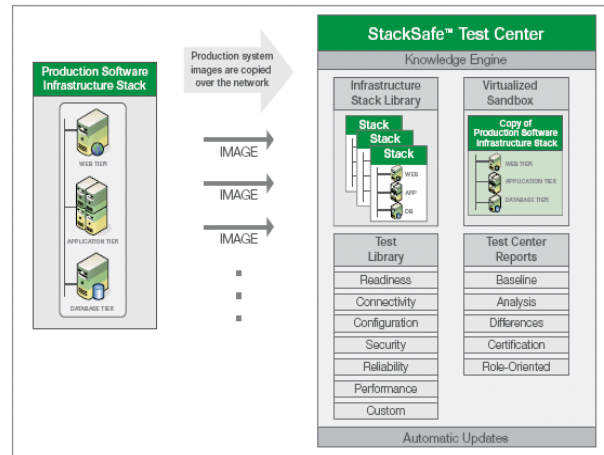 Production Software
Infrastructure Stack
WEB TIER
APPLICATION TIER
DATABASE TIER
Production system
images are copied
over the network
IMAGE
IMAGE
IMAGE
StackSafe™ Test Center
Knowledge Engine
Infrastructure
Stack Library
Stack
Stack
Stack
WEB
APP
DB
Virtualized
Sandbox
Copy of
Production Software
Infrastructure Stack
WEB TIER
APPLICATION TIER
DATABASE TIER
Test
Library
Readiness
Connectivity
Configuration
Security
Reliability
Performance
Custom
Test Center
Reports
Baseline
Analysis
Differences
Certification
Role-Oriented
Automatic Updates